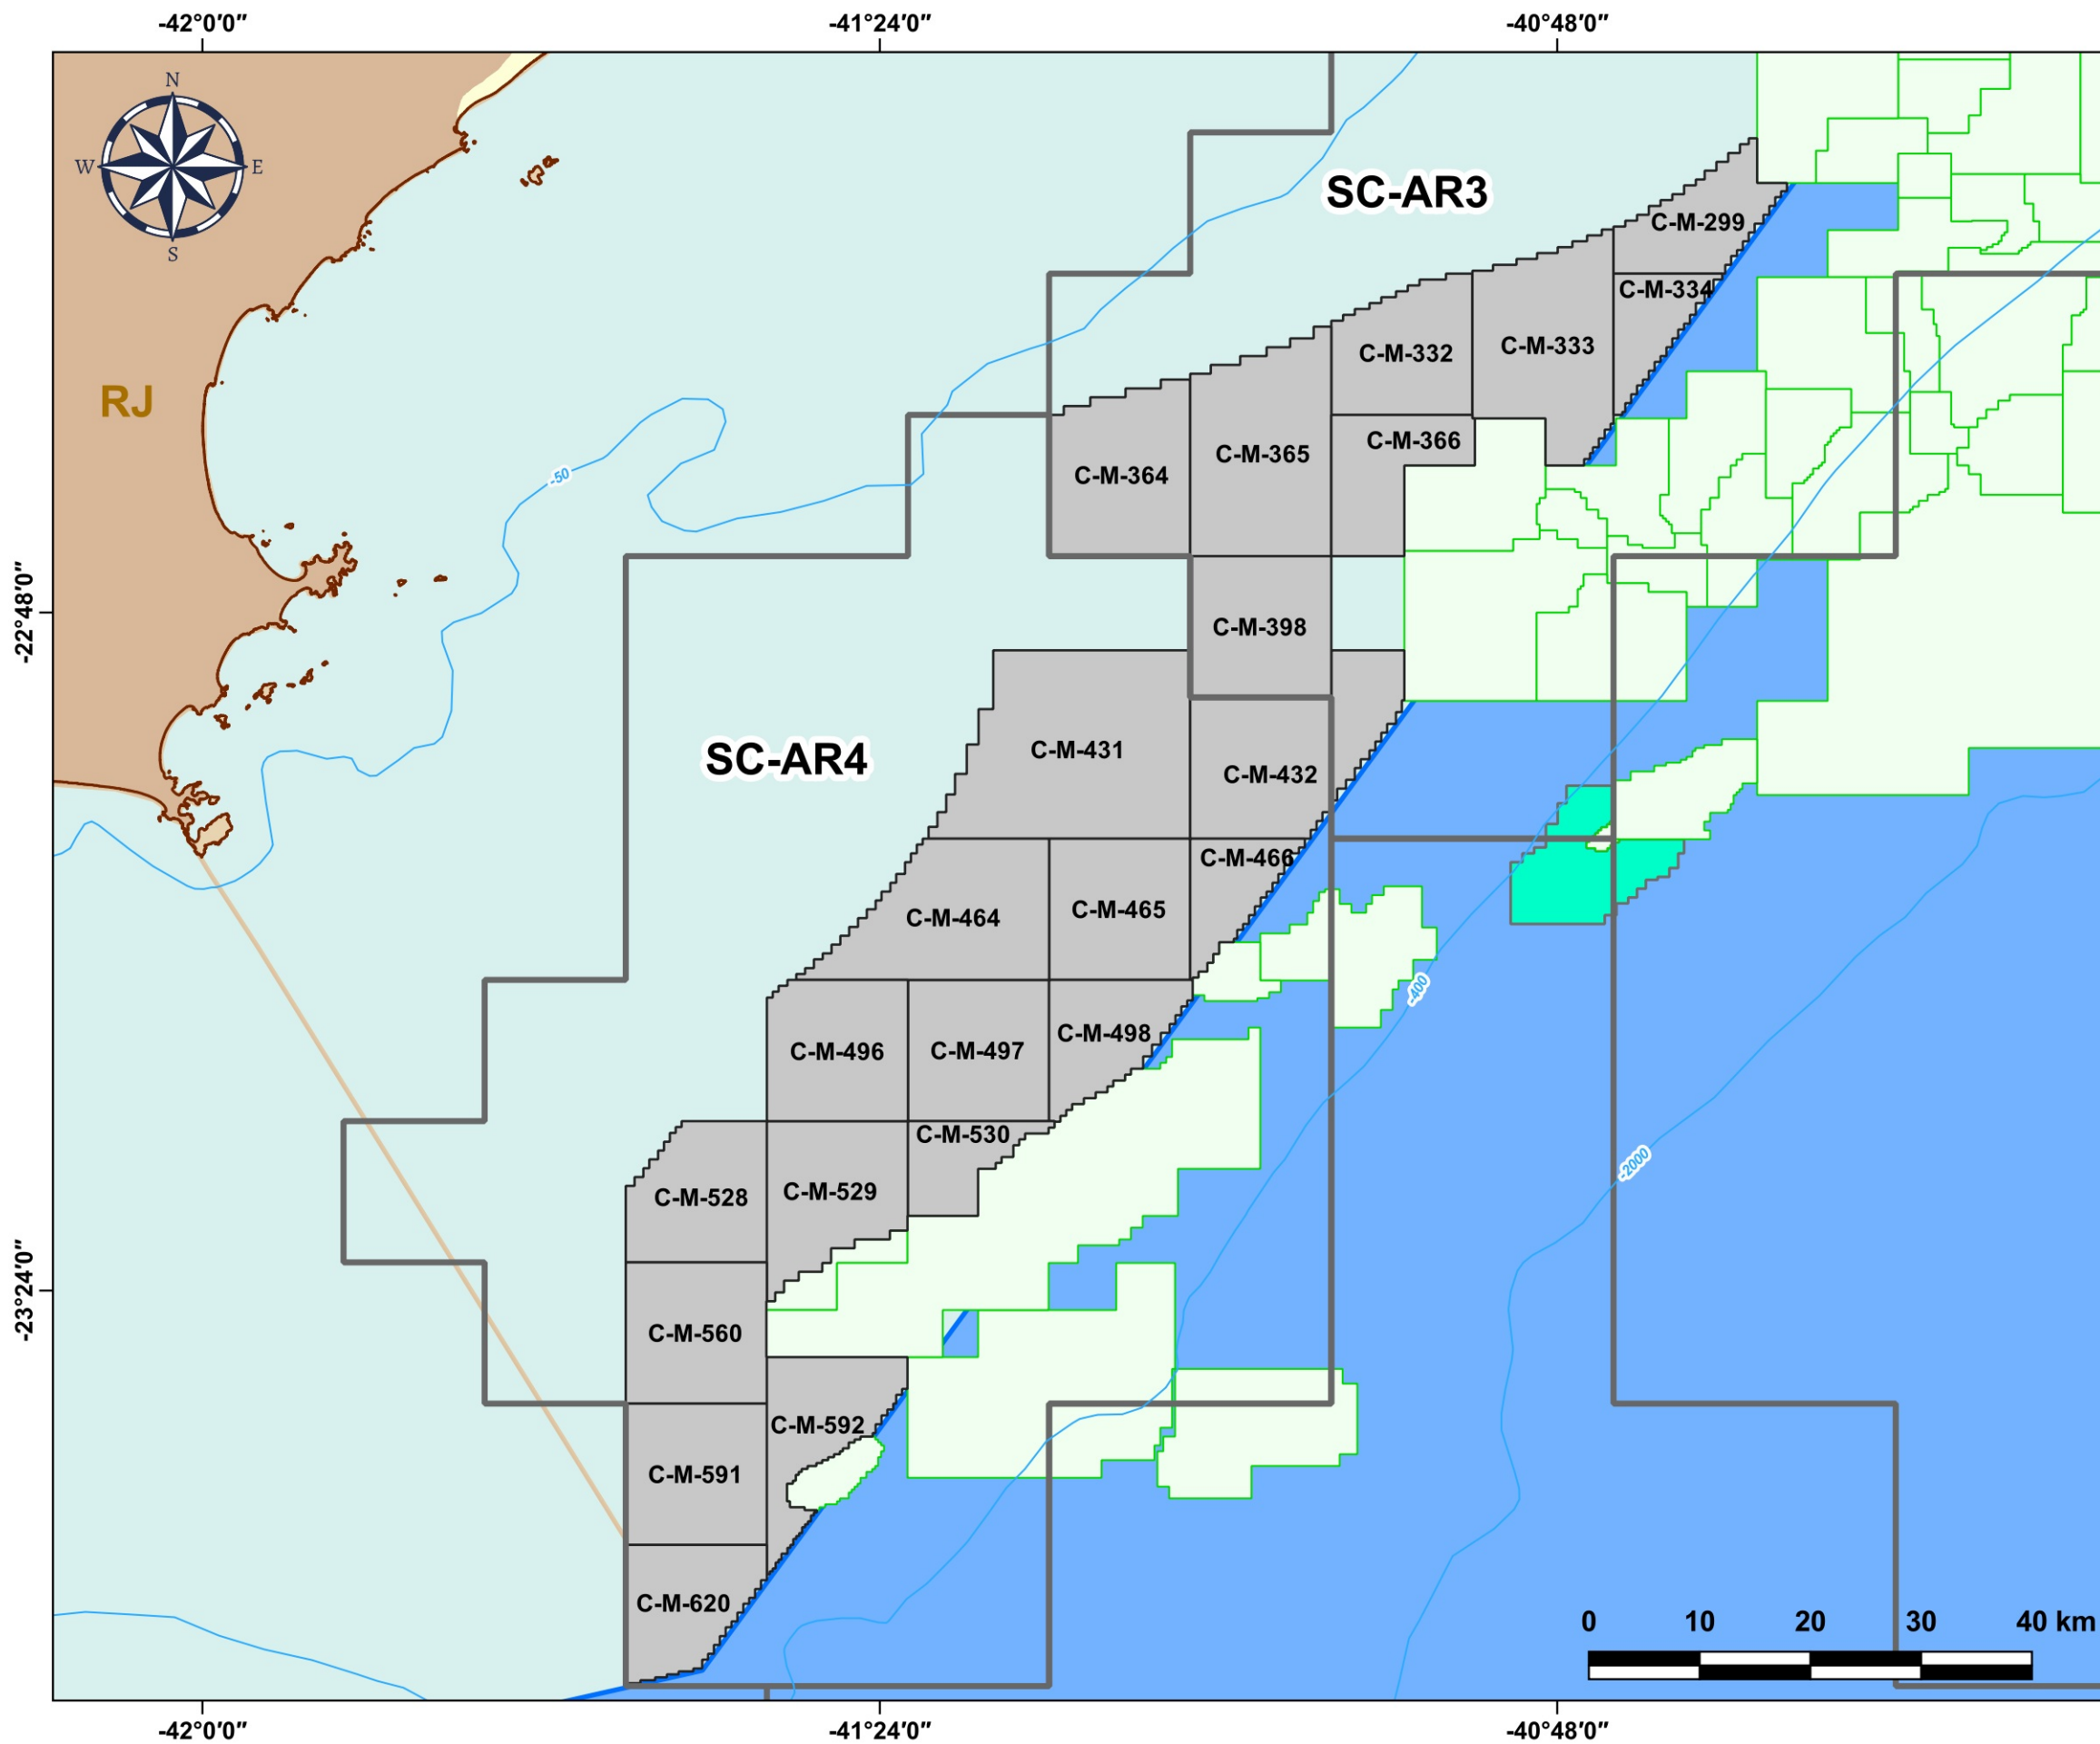 -42°0′0″ -41°24′0″ -40°48′0″
N
W E
S
SC-AR3
C-M-299
C-M-334
C-M-333
C-M-332
RJ
C-M-366
C-M-365
C-M-364
-50
-22°48′0″
C-M-398
SC-AR4
C-M-431
C-M-432
C-M-466
C-M-465
C-M-464
-400
C-M-498
C-M-497
C-M-496
C-M-530
-2000
C-M-529
C-M-528
-23°24′0″
C-M-560
C-M-592
C-M-591
C-M-620
0 10 20 30 40 km
-42°0′0″ -41°24′0″ -40°48′0″